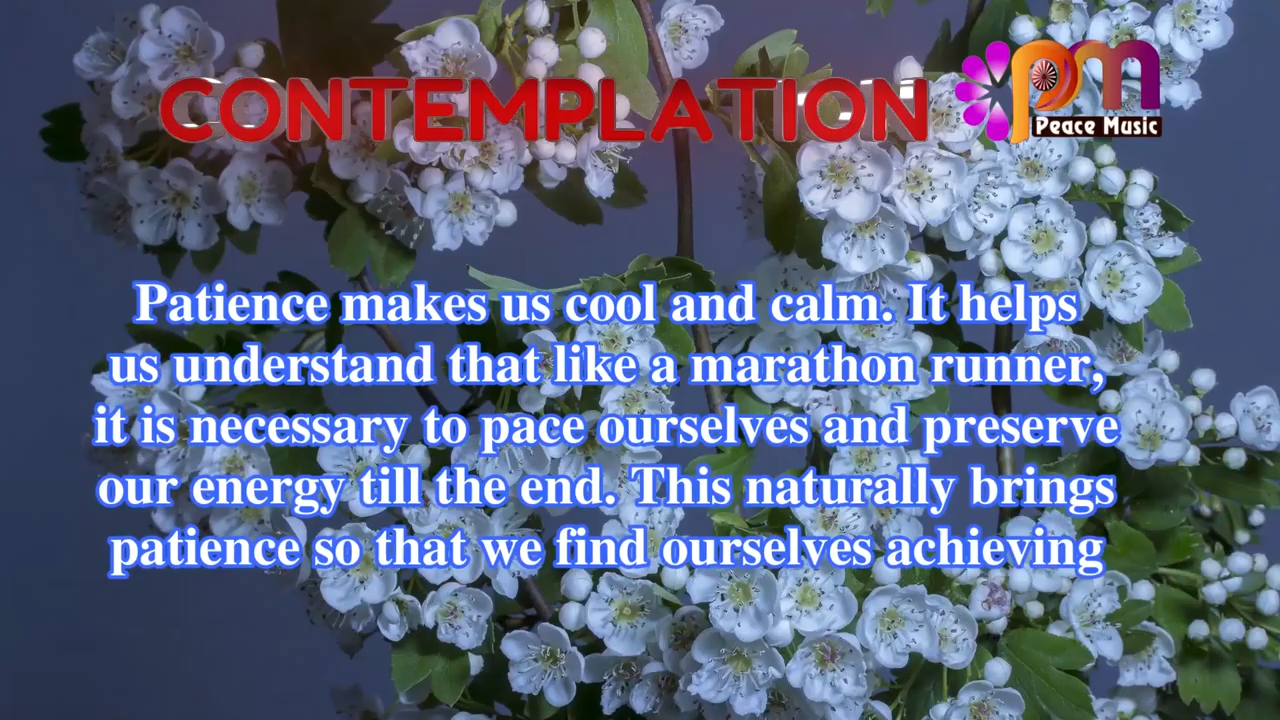 CONTEMPLATION
pm
Peace Music
Patience makes us cool and calm. It helps
us understand that like a marathon runner,
it is necessary to pace ourselves and preserve
our energy till the end. This naturally brings
patience so that we find ourselves achieving